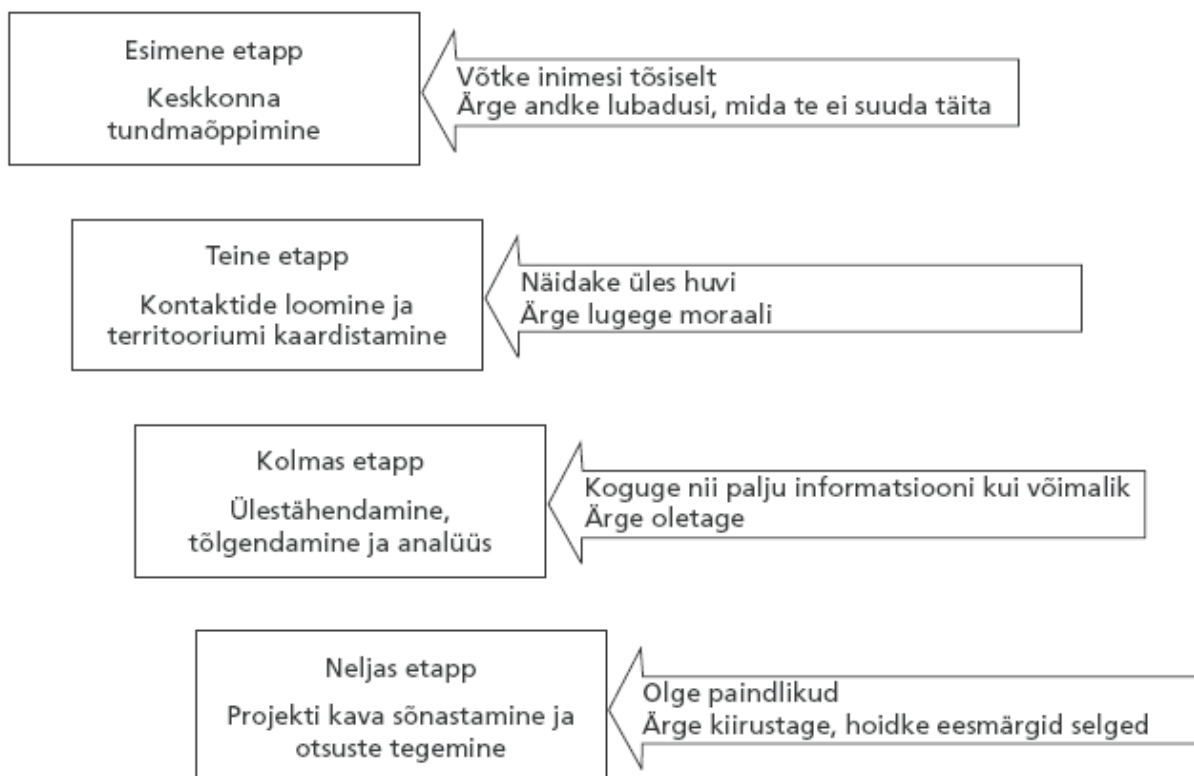 Esimene etapp
Keskkonna
tundmaõppimine
Võtke inimesi tõsiselt
Ärge andke lubadusi, mida te ei suuda täita
Teine etapp
Kontaktide loomine ja
territooriumi kaardistamine
Näidake üles huvi
Ärge lugege moraali
Kolmas etapp
Ülestähendamine,
tõlgendamine ja analüüs
Koguge nii palju informatsiooni kui võimalik
Ärge oletage
Neljas etapp
Projekti kava sõnastamine ja
otsuste tegemine
Olge paindlikud
Ärge kiirustage, hoidke eesmärgid selged